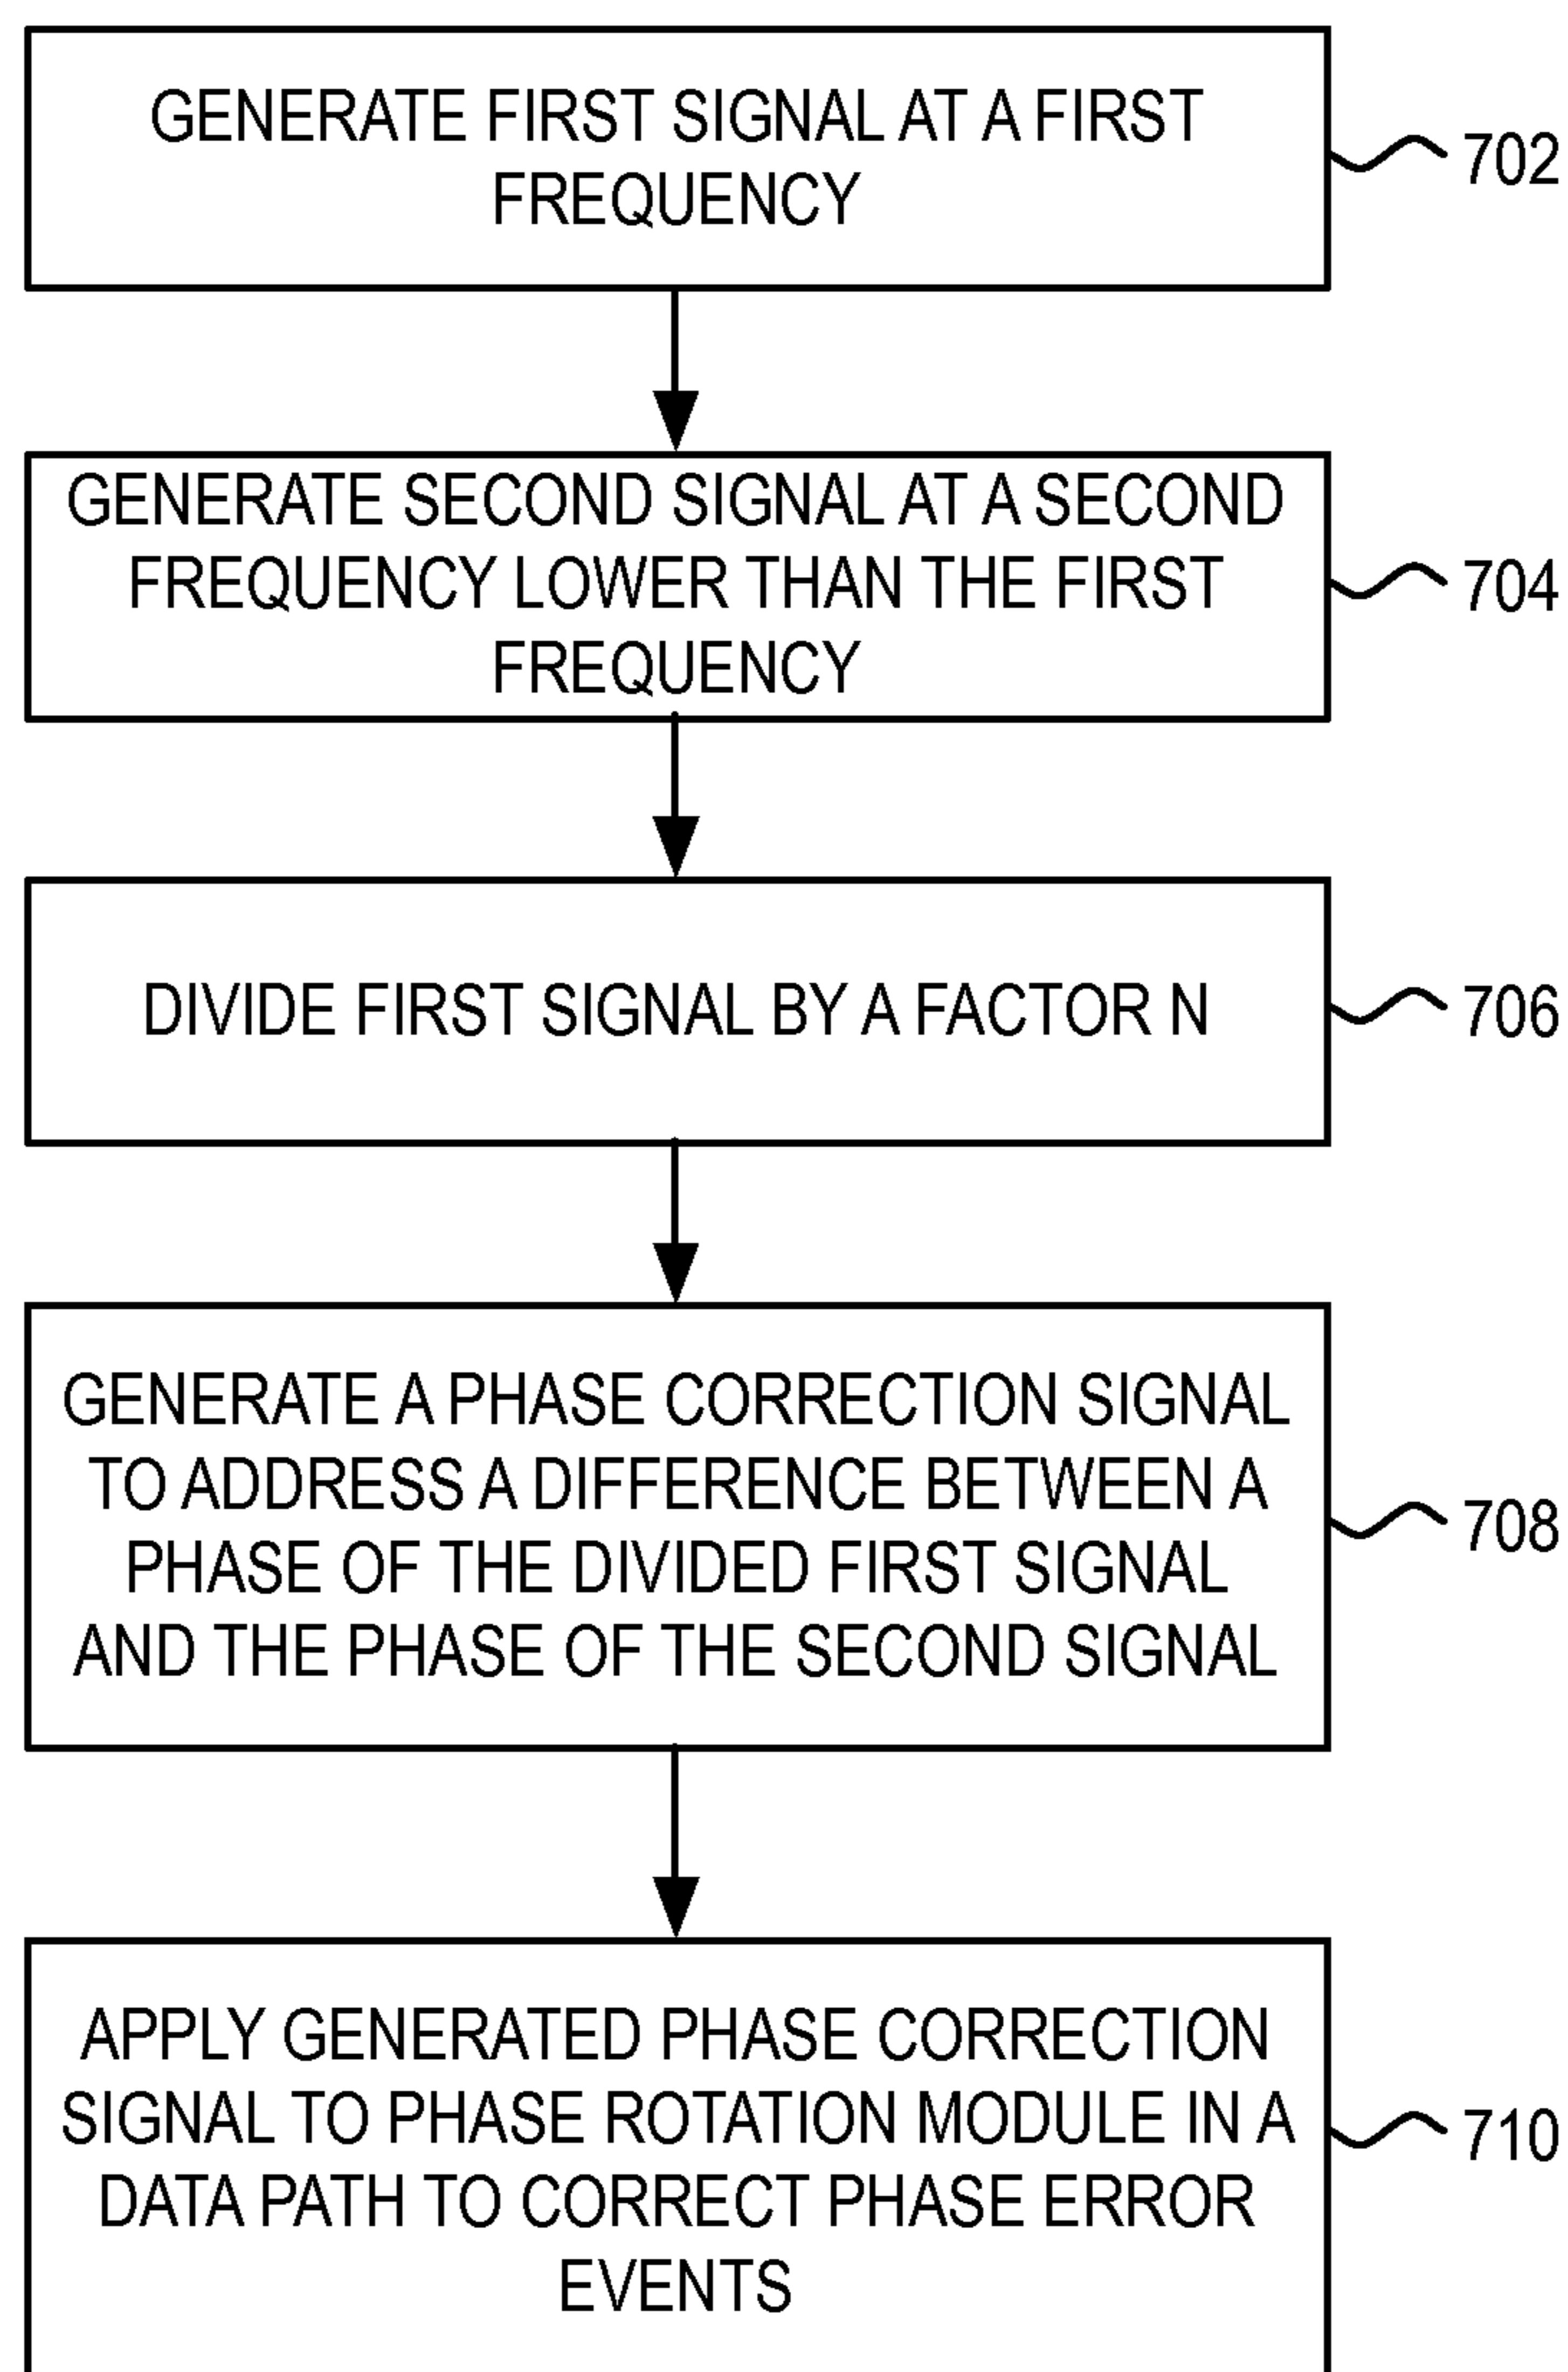 GENERATE FIRST SIGNAL AT A FIRST
FREQUENCY
702
GENERATE SECOND SIGNAL AT A SECOND
FREQUENCY LOWER THAN THE FIRST
FREQUENCY
704
DIVIDE FIRST SIGNAL BY A FACTOR N
706
GENERATE A PHASE CORRECTION SIGNAL
TO ADDRESS A DIFFERENCE BETWEEN A
PHASE OF THE DIVIDED FIRST SIGNAL
AND THE PHASE OF THE SECOND SIGNAL
708
APPLY GENERATED PHASE CORRECTION
SIGNAL TO PHASE ROTATION MODULE IN A
DATA PATH TO CORRECT PHASE ERROR
EVENTS
710